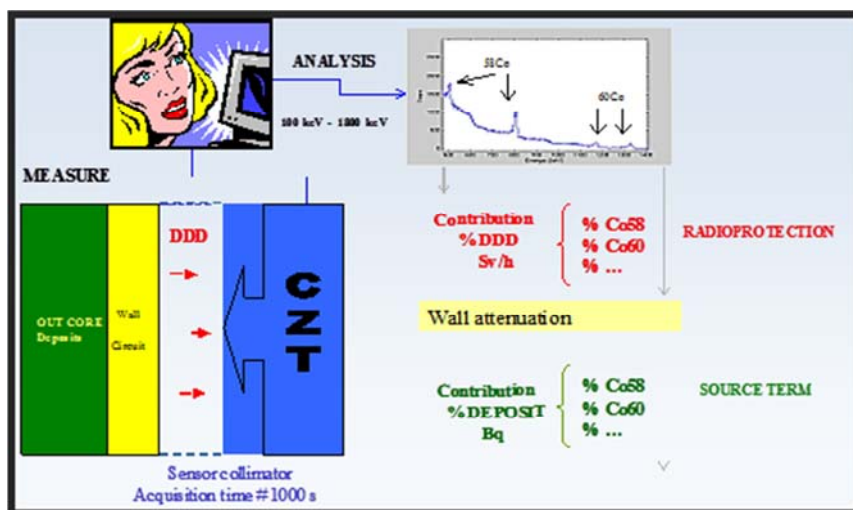 ANALYSIS
58Co
60Co
100 keV - 1800 keV
MEASURE
DDD
OUT CORE
Deposits
Wall
Circuit
CZT
Sensor collimator
Acquisition time # 1000 s
Contribution
%DDD
Sv/h
% Co58
% Co60
% ...
RADIOPROTECTION
Wall attenuation
Contribution
%DEPOSIT
Bq
% Co58
% Co60
% ...
SOURCE TERM